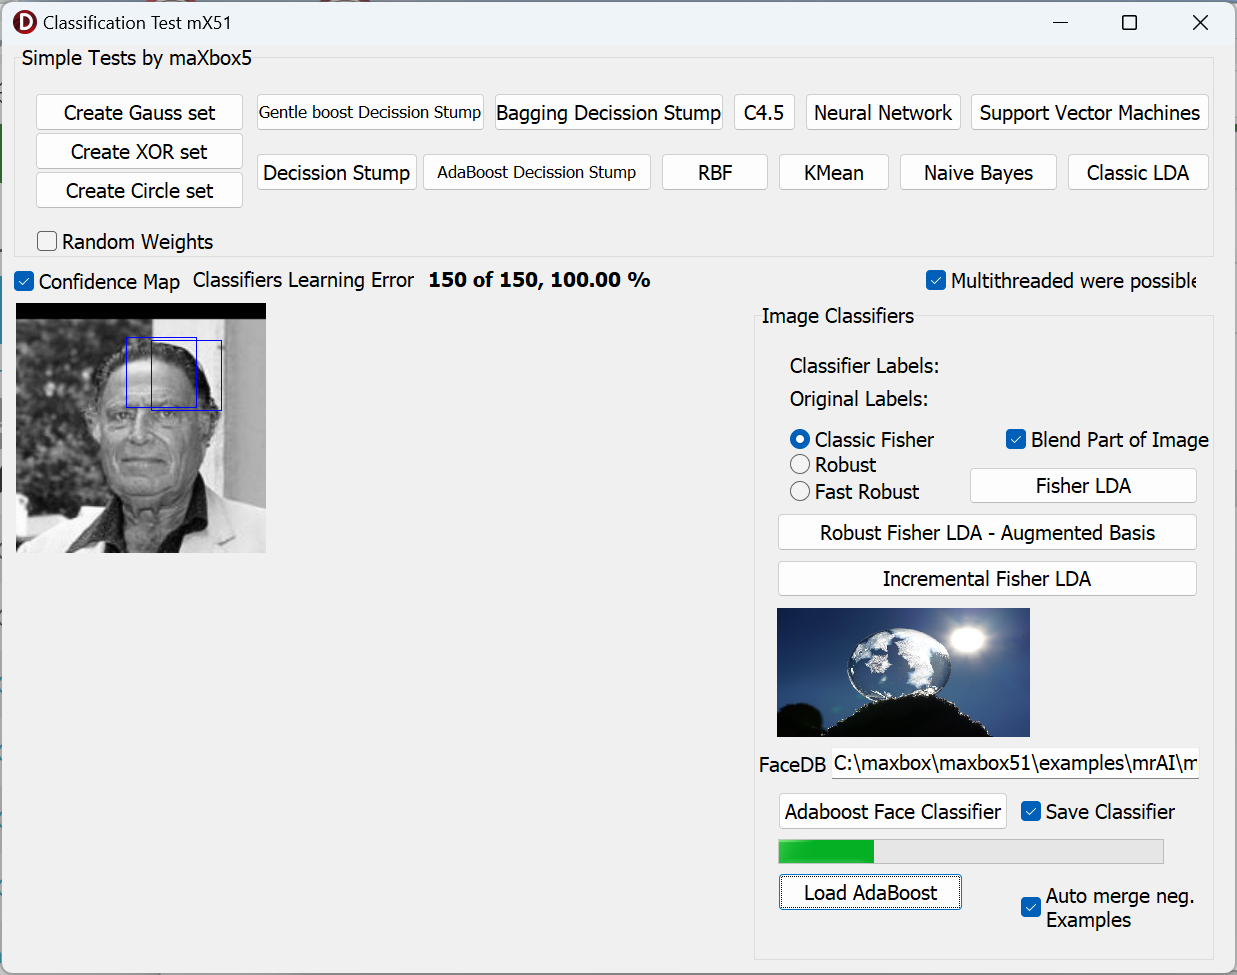 Classification Test mX51
Simple Tests by maXbox5
Create Gauss set
Gentle boost Decission Stump
Bagging Decission Stump
C4.5
Neural Network
Support Vector Machines
Create XOR set
Create Circle set
Decission Stump
AdaBoost Decission Stump
RBF
KMean
Naive Bayes
Classic LDA
Random Weights
Confidence Map
Classifiers Learning Error
150 of 150, 100.00 %
Multithreaded were possible
Image Classifiers
Classifier Labels:
Original Labels:
Classic Fisher
Blend Part of Image
Robust
Fast Robust
Fisher LDA
Robust Fisher LDA - Augmented Basis
Incremental Fisher LDA
FaceDB
C:\maxbox\maxbox51\examples\mrAI\m
Adaboost Face Classifier
Save Classifier
Load AdaBoost
Auto merge neg.
Examples